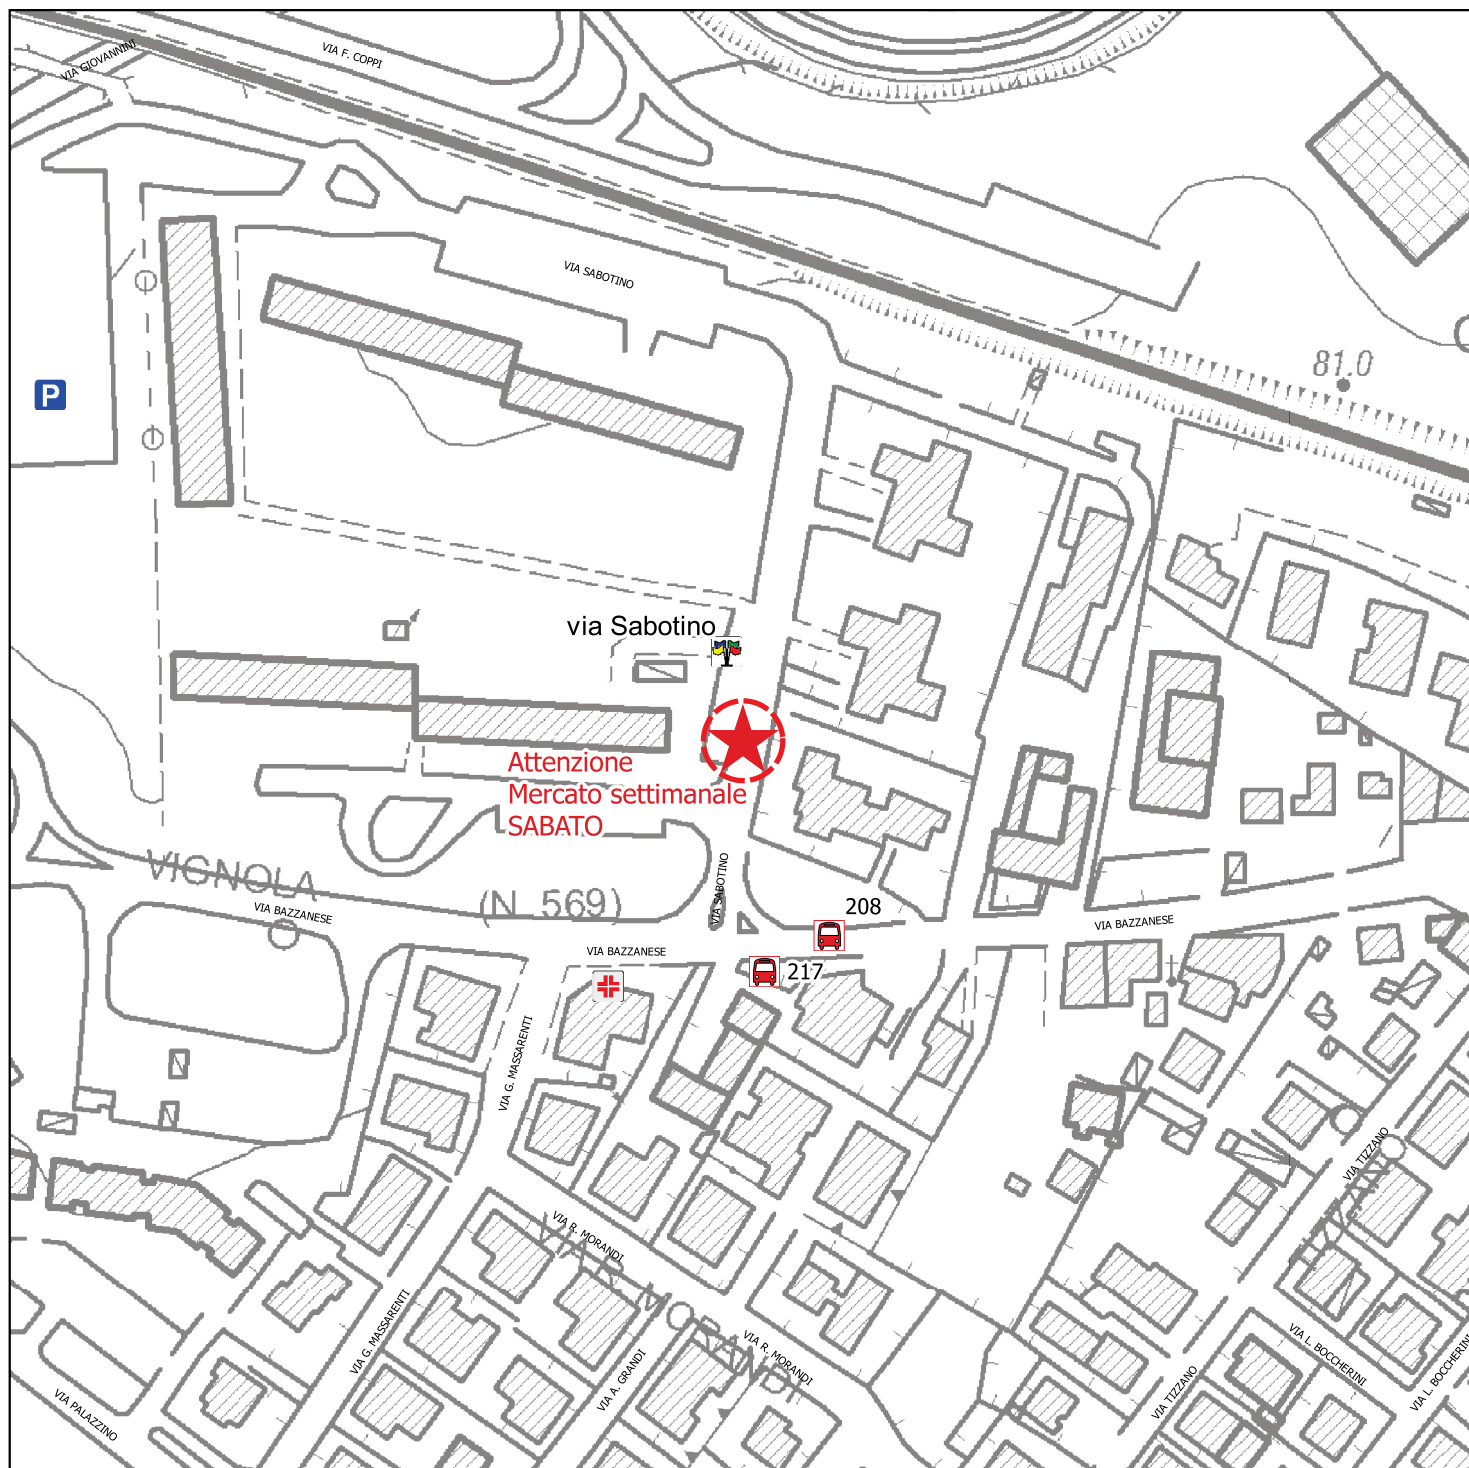 VIA GIOVANNINI
VIA F. COPPI
VIA SABOTINO
81.0
P
via Sabotino
Attenzione
Mercato settimanale
SABATO
VIGNOLA
(N 569)
VIA SABOTINO
208
VIA BAZZANESE
VIA BAZZANESE
VIA BAZZANESE
217
VIA G. MASSARENTI
VIA TIZZANO
VIA R. MORANDI
VIA R. MORANDI
VIA G. MASSARENTI
VIA R. MORANDI
VIA A. GRANDI
VIA L. BOCCHERINI
VIA TIZZANO
VIA L. BOCCHERINI
VIA PALAZZINO